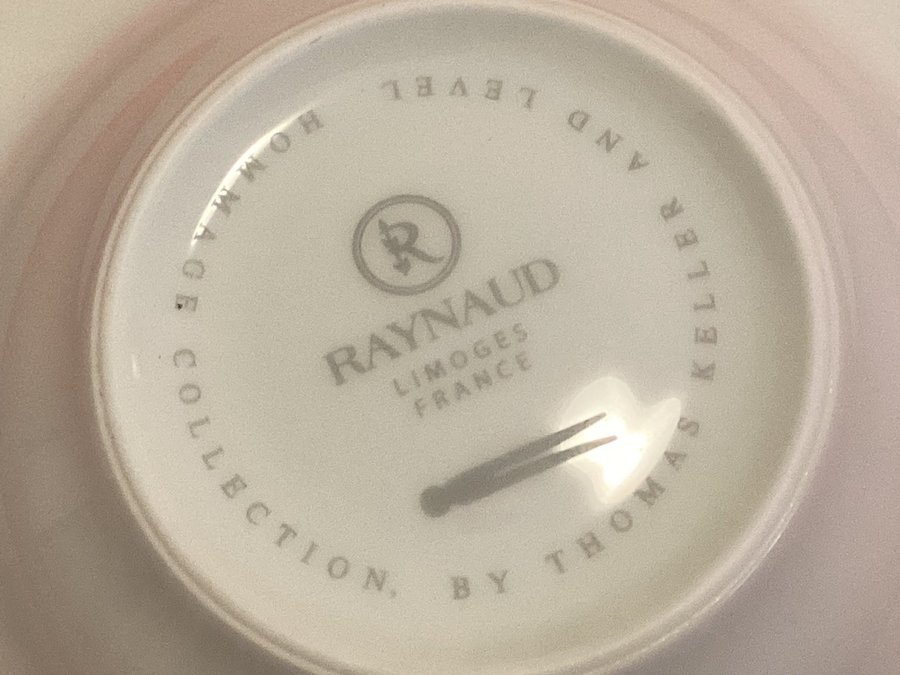 R
RAYNAUD
LIMOGES
FRANCE
HOMMAGE COLLECTION, BY THOMAS KELLER AND LEVEL